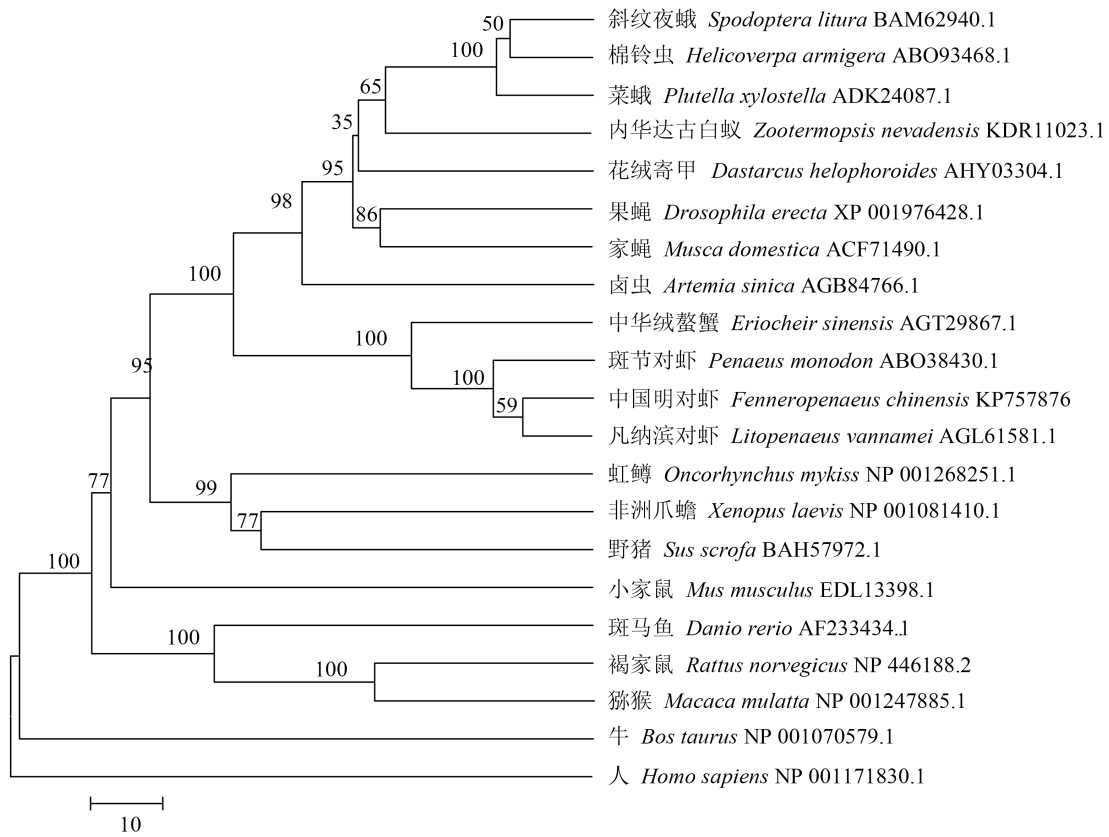 50
斜纹夜蛾 Spodoptera litura BAM62940.1
100
棉铃虫 Helicoverpa armigera ABO93468.1
65
菜蛾 Plutella xylostella ADK24087.1
35
内华达古白蚁 Zootermopsis nevadensis KDR11023.1
95
花绒寄甲 Dastarcus helophoroides AHY03304.1
98
86
果蝇 Drosophila erecta XP 001976428.1
家蝇 Musca domestica ACF71490.1
100
卤虫 Artemia sinica AGB84766.1
100
中华绒螯蟹 Eriocheir sinensis AGT29867.1
95
100
斑节对虾 Penaeus monodon ABO38430.1
59
中国明对虾 Fenneropenaeus chinensis KP757876
凡纳滨对虾 Litopenaeus vannamei AGL61581.1
77
99
虹鳟 Oncorhynchus mykiss NP 001268251.1
77
非洲爪蟾 Xenopus laevis NP 001081410.1
野猪 Sus scrofa BAH57972.1
100
小家鼠 Mus musculus EDL13398.1
100
斑马鱼 Danio rerio AF233434..1
100
褐家鼠 Rattus norvegicus NP 446188.2
猕猴 Macaca mulatta NP 001247885.1
牛 Bos taurus NP 001070579.1
人 Homo sapiens NP 001171830.1
10